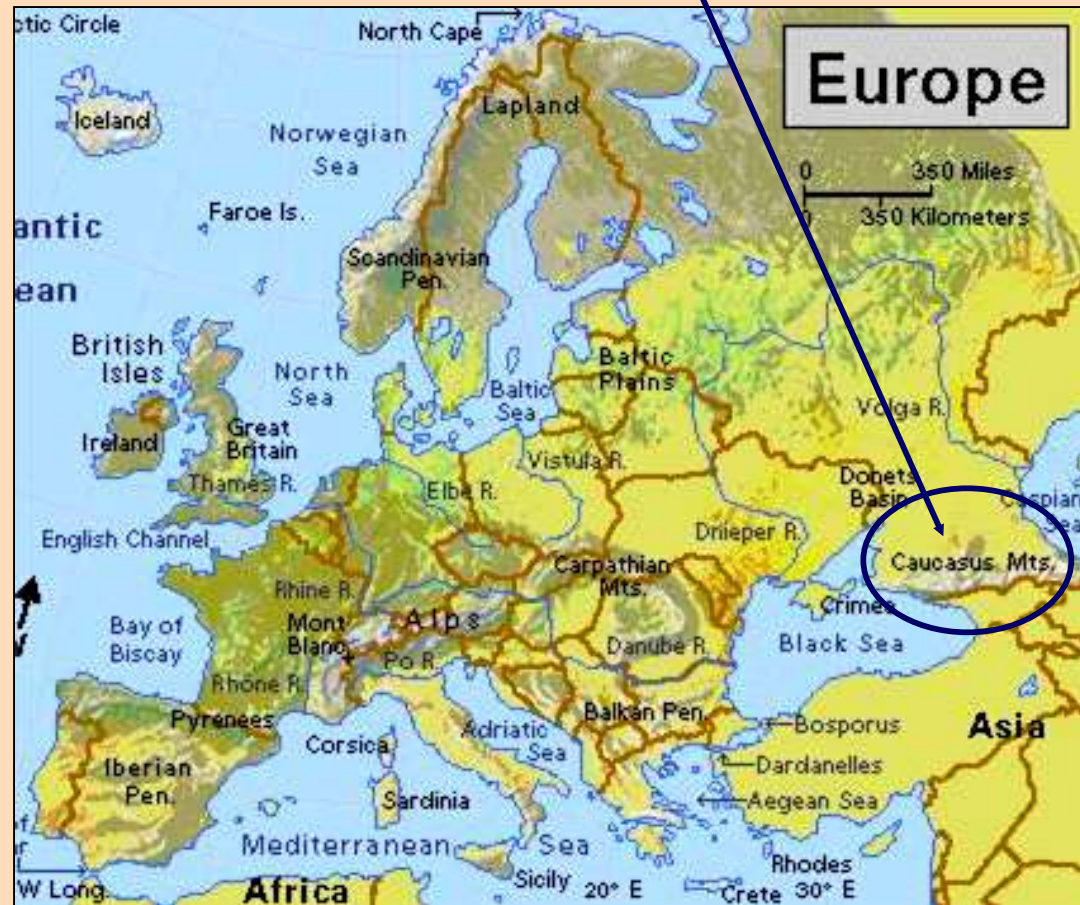 ctic Circle
North Cape
Europe
Iceland
Lapland
Norwegian
Sea
0 350 Miles
0 350 Kilometers
Faroe Is.
antic
ean
Scandinavian
Pen.
British
Isles
North
Sea
Baltic
Plains
Baltic
Sea
Volga R.
Ireland
Great
Britain
Thames R.
Vistula R.
Elbe R.
Donets
Basin
Caspian
Sea
English Channel
Dnieper R.
Carpathian
Mts.
Caucasus Mts.
Rhine R.
Mont
Blanc
Alps
Crimea
Bay of
Biscay
Po R.
Danube R.
Black Sea
Rhône R.
Pyrenees
Corsica
Adriatic
Sea
Balkan Pen.
Bosporus
Asia
Iberian
Pen.
Dardanelles
Sardinia
Aegean Sea
Mediterranean Sea
Sicily
Rhodes
W Long.
Africa
20° E
Crete
30° E